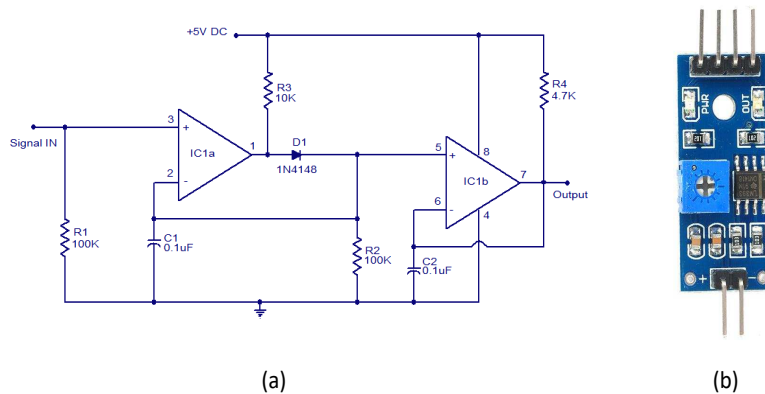 +5V DC
R3
10K
R4
4.7K
Signal IN
3
+
IC1a
1
D1
1N4148
2
-
5
+
8
IC1b
7
Output
6
-
4
R1
100K
C1
0.1uF
R2
100K
C2
0.1uF
PWR
OUT
+
-
(a)
(b)